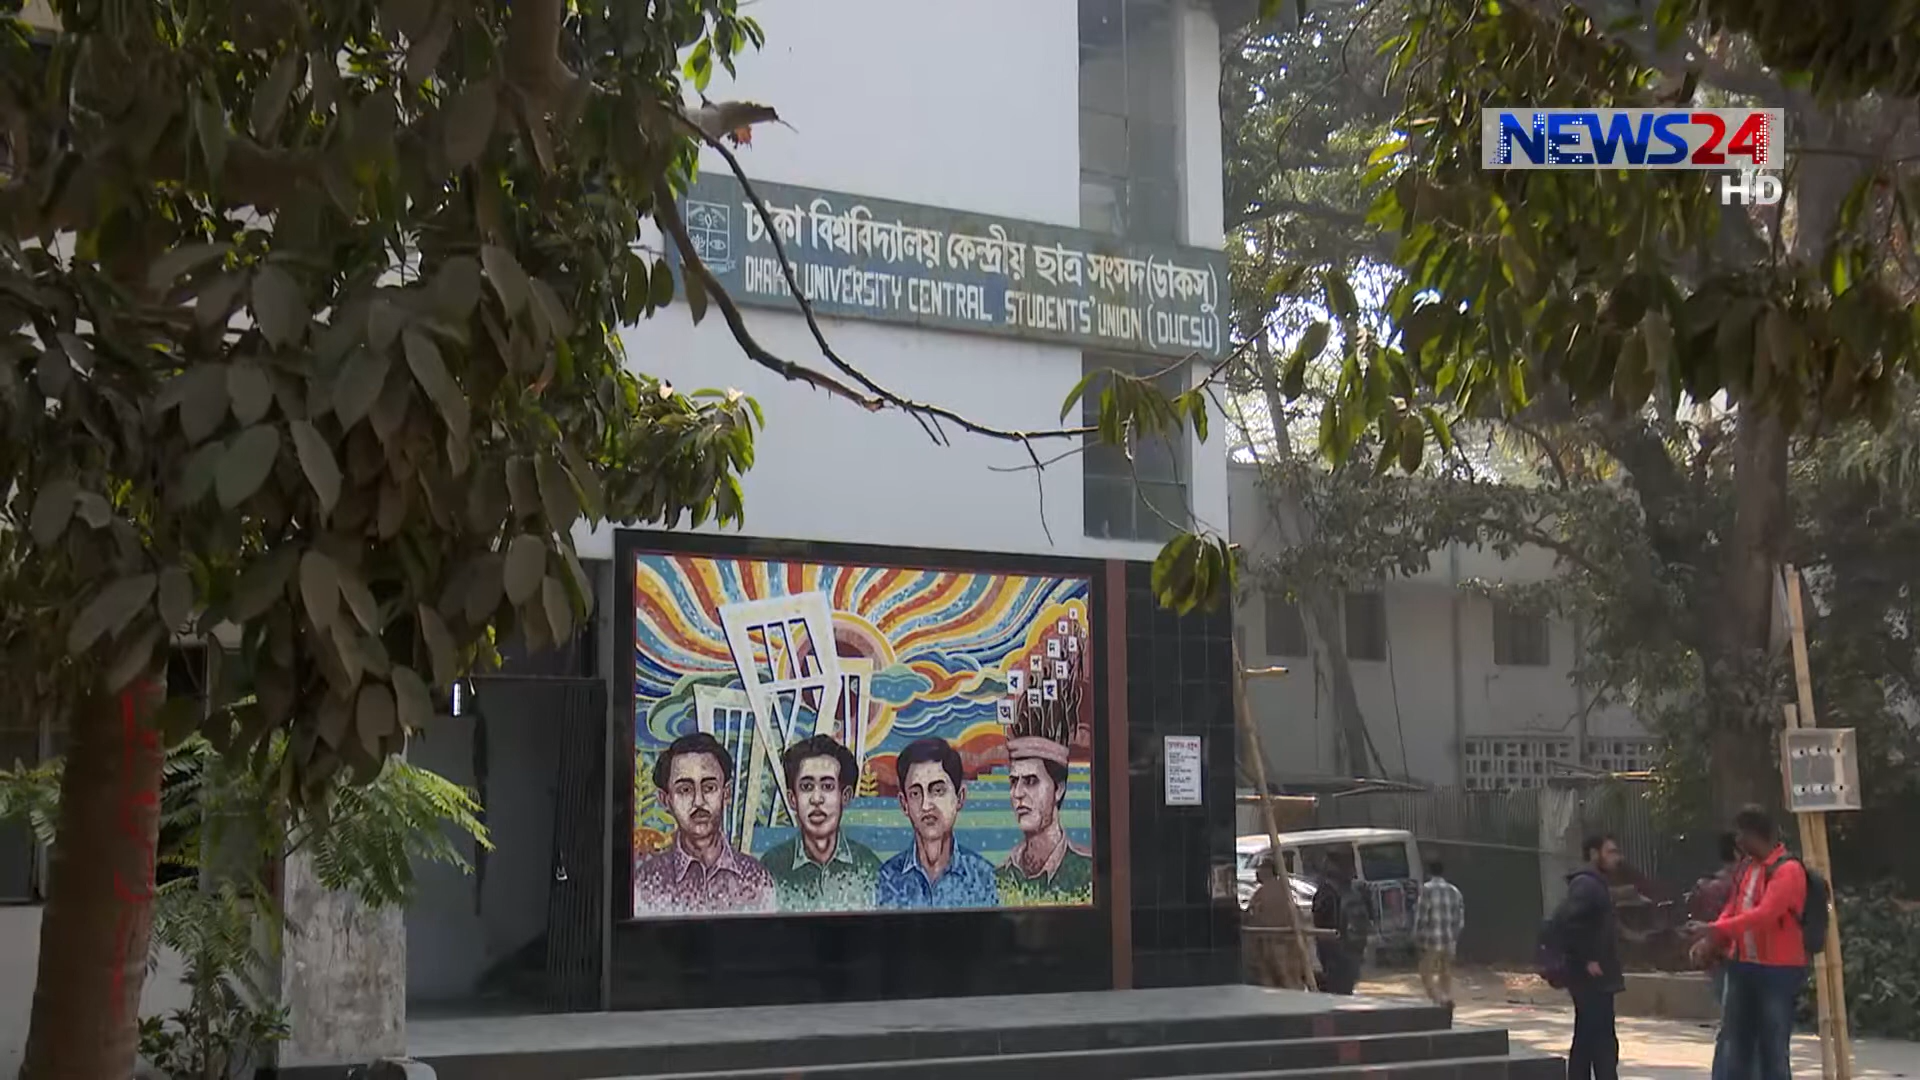 NEWS24
HD
ঢাকা বিশ্ববিদ্যালয় কেন্দ্রীয় ছাত্র সংসদ(ডাকসু)
DHAKA UNIVERSITY CENTRAL STUDENTS' UNION (DUCSU)